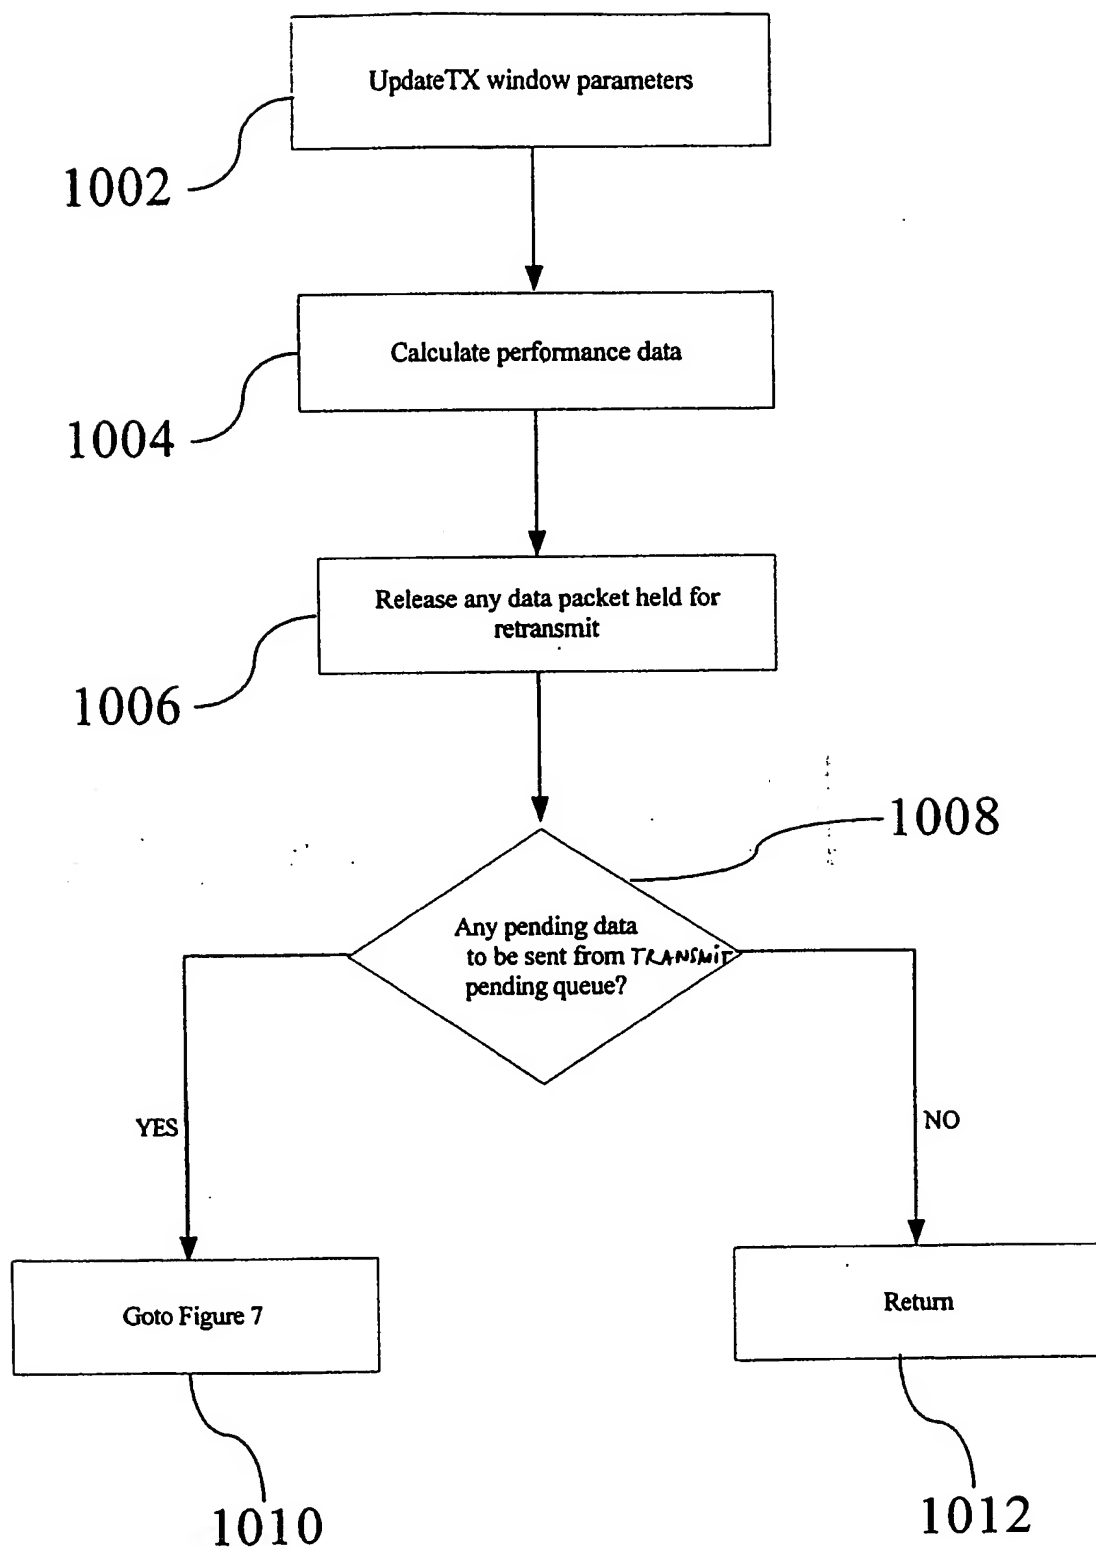 UpdateTX window parameters
1002
Calculate performance data
1004
Release any data packet held for
retransmit
1006
1008
Any pending data
to be sent from TRANSMIT
pending queue?
YES
NO
Goto Figure 7
Return
1010
1012